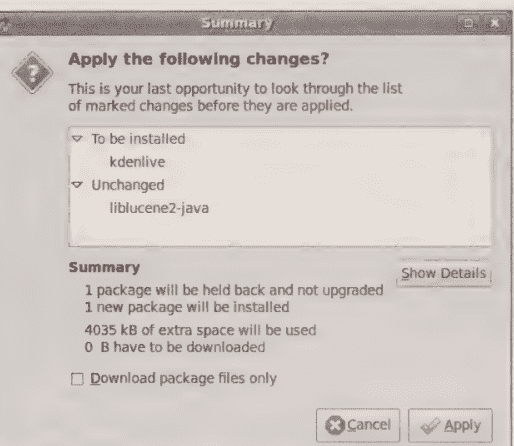 Summary
Apply the following changes?
This is your last opportunity to look through the list
of marked changes before they are applied.
To be installed
kdenlive
Unchanged
liblucene2-java
Summary
Show Details
1 package will be held back and not upgraded
1 new package will be installed
4035 kB of extra space will be used
0 B have to be downloaded
Download package files only
Cancel
Apply